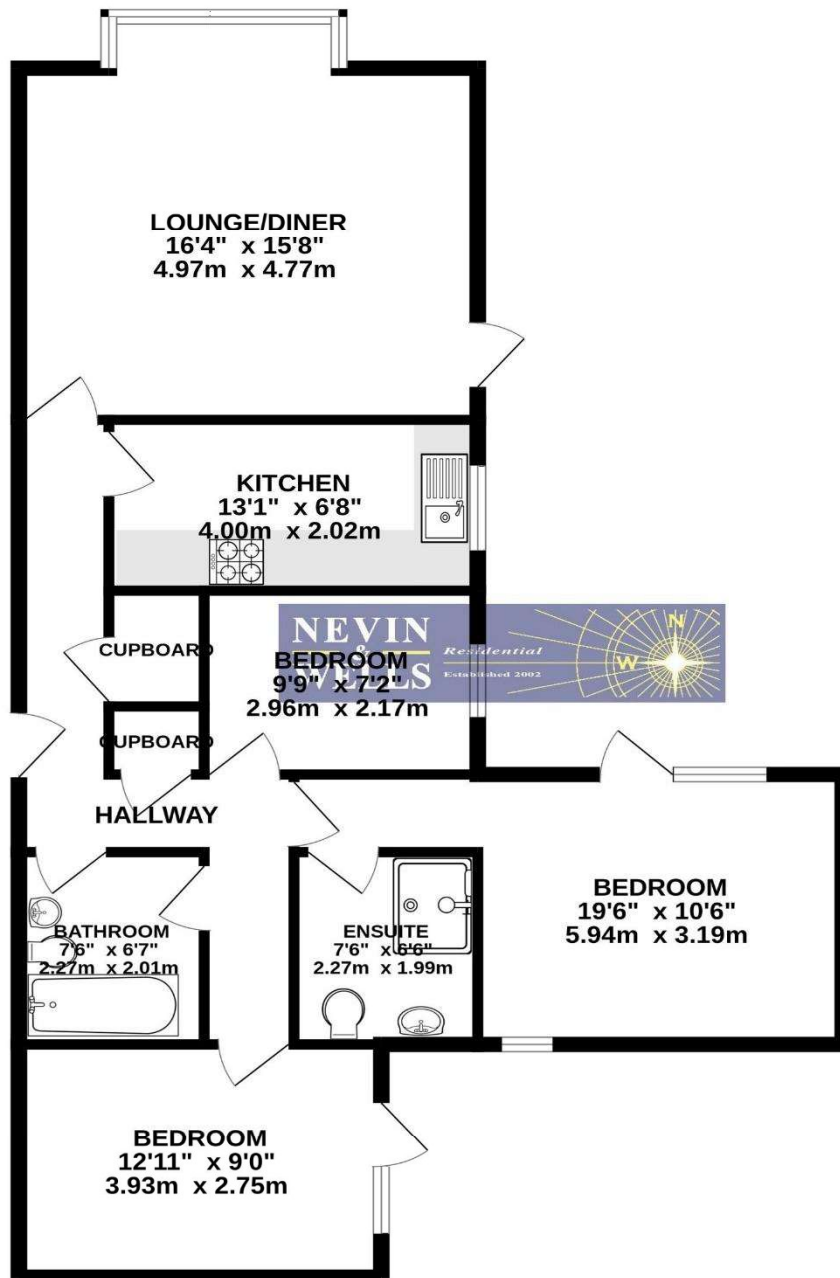 LOUNGE/DINER
16'4" x 15'8"
4.97m x 4.77m
KITCHEN
13'1" x 6'8"
4.00m x 2.02m
CUPBOARD
NEVIN
&
WELLS
Residential
Established 2002
N
W
BEDROOM
9'9" x 7'2"
2.96m x 2.17m
CUPBOARD
HALLWAY
BEDROOM
19'6" x 10'6"
5.94m x 3.19m
BATHROOM
7'6" x 6'7"
2.27m x 2.01m
ENSUITE
7'6" x 6'6"
2.27m x 1.99m
BEDROOM
12'11" x 9'0"
3.93m x 2.75m